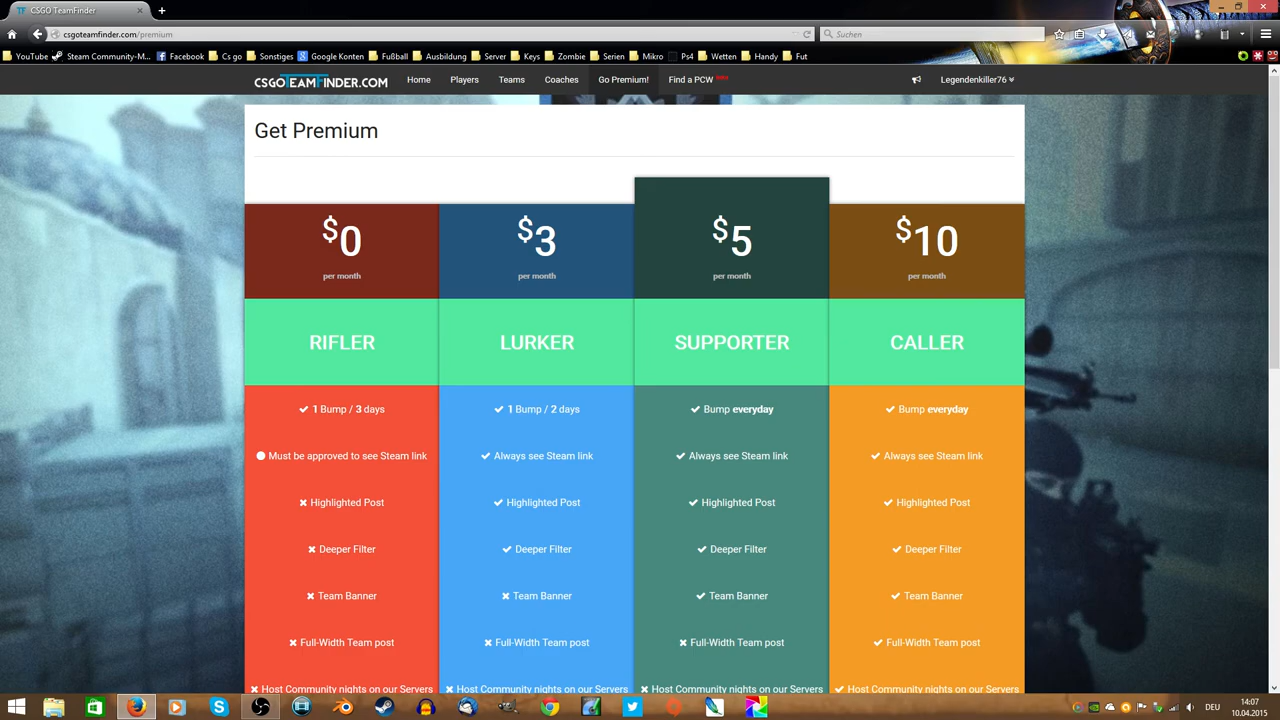 CSGO TeamFinder
csgoteamfinder.com/premium
Suchen
YouTube Steam Community-M... Facebook Cs go Sonstiges Google Konten Fußball Ausbildung Server Keys Zombie Serien Mikro Ps4 Wetten Handy Fut
CSGOTEAMFINDER.COM Home Players Teams Coaches Go Premium! Find a PCW Legendenkiller76
Get Premium
$0 $3 $5 $10
per month per month per month per month
RIFLER LURKER SUPPORTER CALLER
1 Bump / 3 days 1 Bump / 2 days Bump everyday Bump everyday
Must be approved to see Steam link Always see Steam link Always see Steam link Always see Steam link
Highlighted Post Highlighted Post Highlighted Post Highlighted Post
Deeper Filter Deeper Filter Deeper Filter Deeper Filter
Team Banner Team Banner Team Banner Team Banner
Full-Width Team post Full-Width Team post Full-Width Team post Full-Width Team post
Host Community nights on our Servers Host Community nights on our Servers Host Community nights on our Servers Host Community nights on our Servers
DEU 14:07
10.04.2015